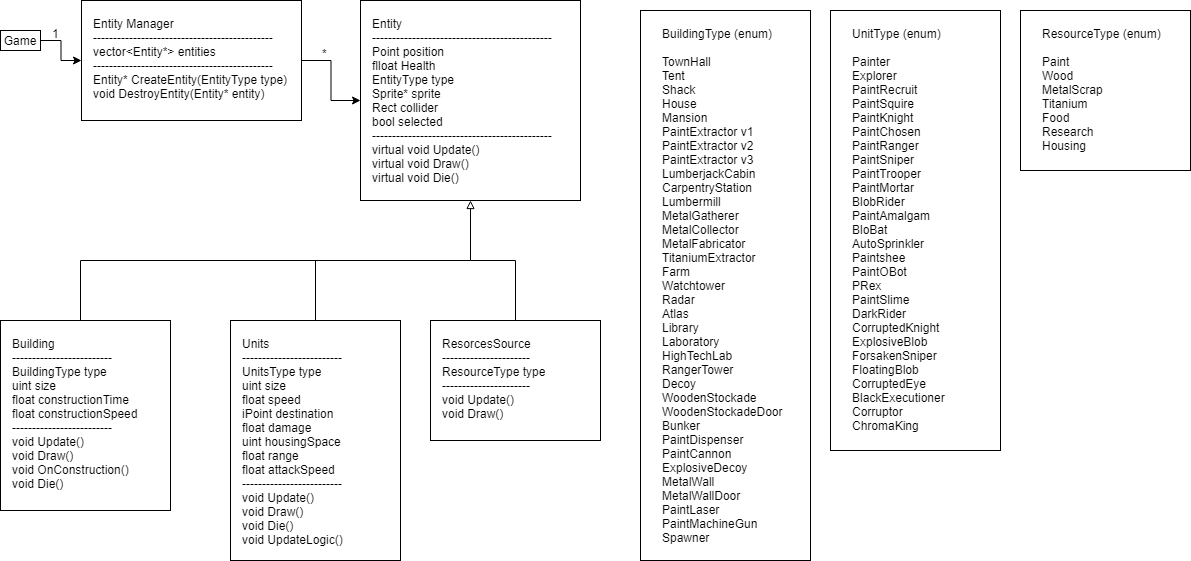 Game
1
Entity Manager
---------------------------------------------
vector<Entity*> entities
---------------------------------------------
Entity* CreateEntity(EntityType type)
void DestroyEntity(Entity* entity)
*
Entity
---------------------------------------------
Point position
float Health
EntityType type
Sprite* sprite
Rect collider
bool selected
---------------------------------------------
virtual void Update()
virtual void Draw()
virtual void Die()
Building
-------------------------
BuildingType type
uint size
float constructionTime
float constructionSpeed
-------------------------
void Update()
void Draw()
void OnConstruction()
void Die()
Units
-------------------------
UnitsType type
uint size
float speed
iPoint destination
float damage
uint housingSpace
float range
float attackSpeed
-------------------------
void Update()
void Draw()
void Die()
void UpdateLogic()
ResorcesSource
----------------------
ResourceType type
----------------------
void Update()
void Draw()
BuildingType (enum)
TownHall
Tent
Shack
House
Mansion
PaintExtractor v1
PaintExtractor v2
PaintExtractor v3
LumberjackCabin
CarpentryStation
Lumbermill
MetalGatherer
MetalCollector
MetalFabricator
TitaniumExtractor
Farm
Watchtower
Radar
Atlas
Library
Laboratory
HighTechLab
RangerTower
Decoy
WoodenStockade
WoodenStockadeDoor
Bunker
PaintDispenser
PaintCannon
ExplosiveDecoy
MetalWall
MetalWallDoor
PaintLaser
PaintMachineGun
Spawner
UnitType (enum)
Painter
Explorer
PaintRecruit
PaintSquire
PaintKnight
PaintChosen
PaintRanger
PaintSniper
PaintTrooper
PaintMortar
BlobRider
PaintAmalgam
BloBat
AutoSprinkler
Paintshee
PaintOBot
PRex
PaintSlime
DarkRider
CorruptedKnight
ExplosiveBlob
ForsakenSniper
FloatingBlob
CorruptedEye
BlackExecutioner
Corruptor
ChromaKing
ResourceType (enum)
Paint
Wood
MetalScrap
Titanium
Food
Research
Housing